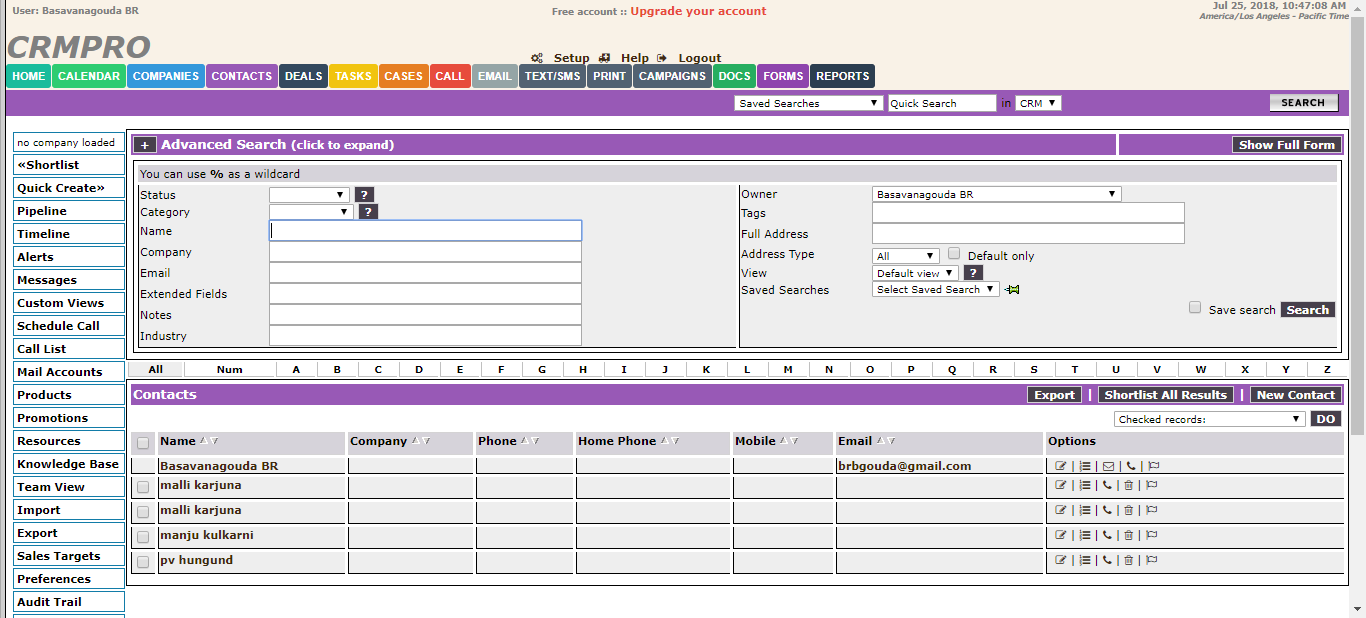 User: Basavanagouda BR
Free account :: Upgrade your account
Jul 25, 2018, 10:47:08 AM
America/Los Angeles - Pacific Time
CRMPRO
Setup Help Logout
HOME CALENDAR COMPANIES CONTACTS DEALS TASKS CASES CALL EMAIL TEXT/SMS PRINT CAMPAIGNS DOCS FORMS REPORTS
Saved Searches Quick Search in CRM SEARCH
no company loaded
«Shortlist
Quick Create»
Pipeline
Timeline
Alerts
Messages
Custom Views
Schedule Call
Call List
Mail Accounts
Products
Promotions
Resources
Knowledge Base
Team View
Import
Export
Sales Targets
Preferences
Audit Trail
+ Advanced Search (click to expand) Show Full Form
You can use % as a wildcard
Status ?
Category ?
Name
Company
Email
Extended Fields
Notes
Industry
Owner Basavanagouda BR
Tags
Full Address
Address Type All Default only
View Default view ?
Saved Searches Select Saved Search
Save search Search
All Num A B C D E F G H I J K L M N O P Q R S T U V W X Y Z
Contacts Export | Shortlist All Results | New Contact
Checked records: DO
Name Company Phone Home Phone Mobile Email Options
Basavanagouda BR brbgouda@gmail.com | | | |
malli karjuna | | | |
malli karjuna | | | |
manju kulkarni | | | |
pv hungund | | | |